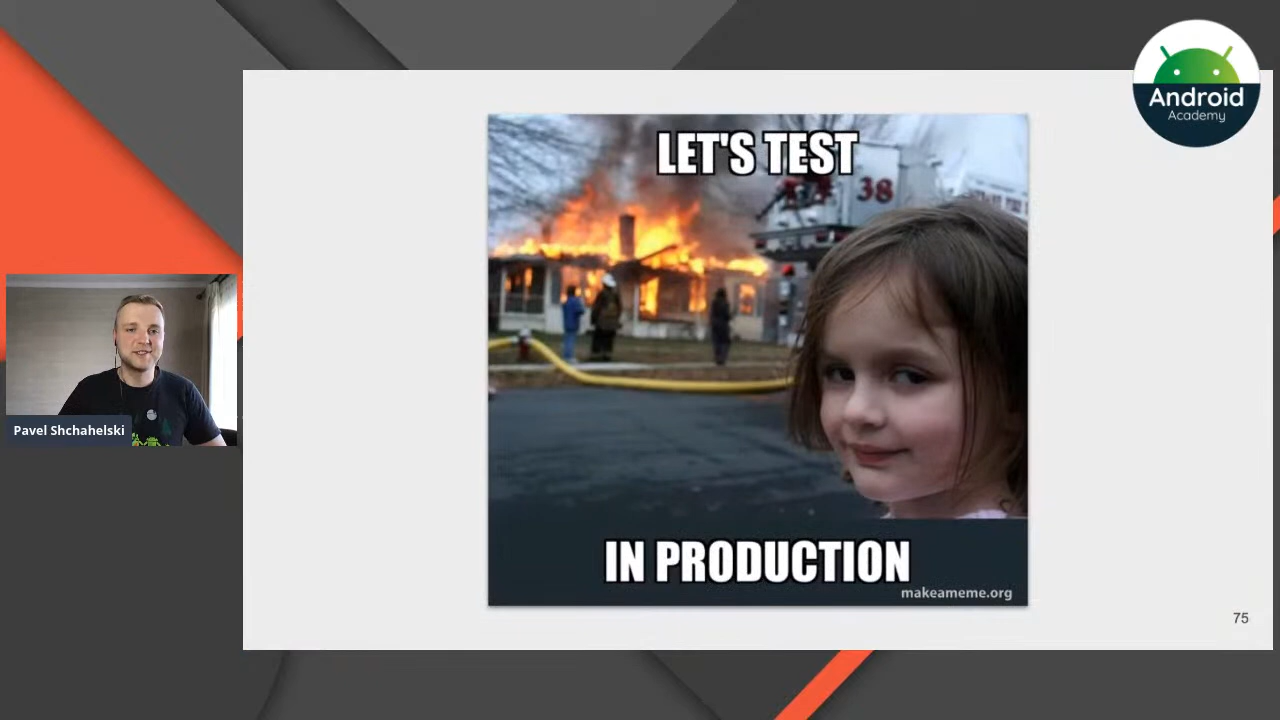 Android
Academy
LET'S TEST
38
IN PRODUCTION
makeameme.org
Pavel Shchahelski
75